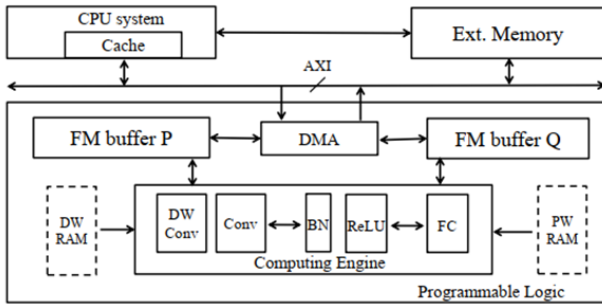 CPU system
Cache
Ext. Memory
AXI
FM buffer P
DMA
FM buffer Q
DW
RAM
DW
Conv
Conv
BN
ReLU
FC
PW
RAM
Computing Engine
Programmable Logic